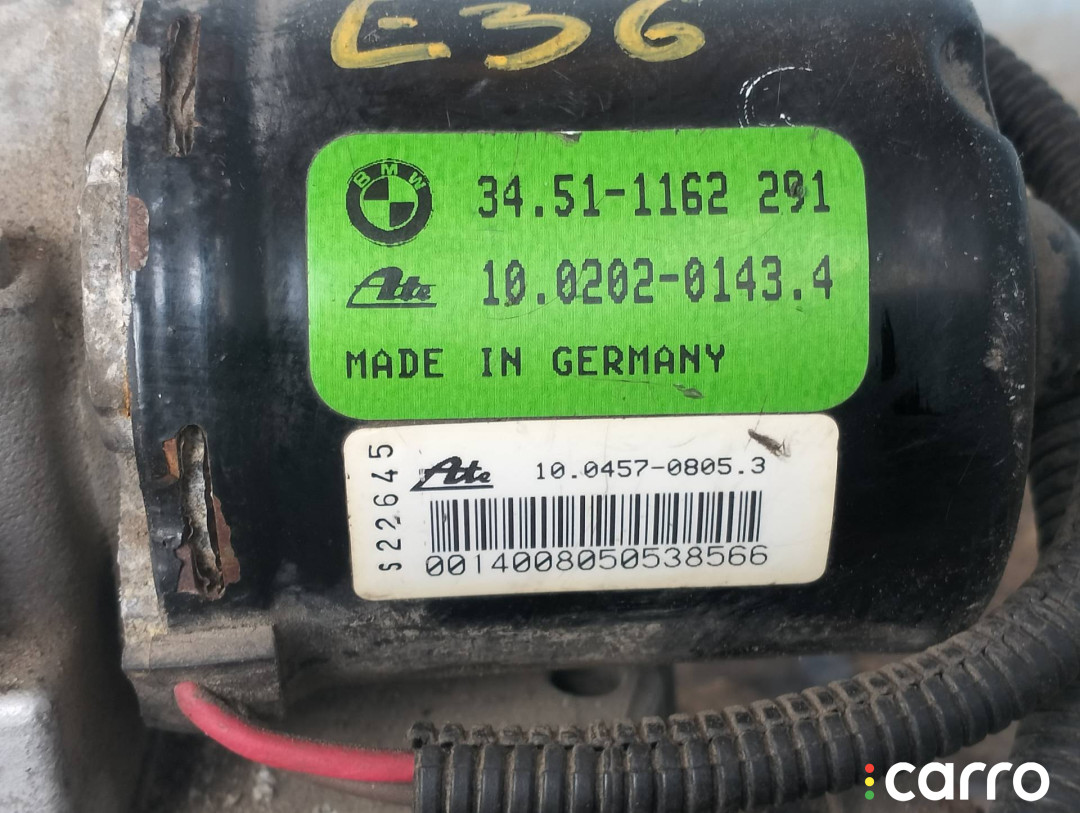 E36
BMW
34.51-1162 291
Ate
10.0202-0143.4
MADE IN GERMANY
S22645
Ate
10.0457-0805.3
0014008050538566
carro